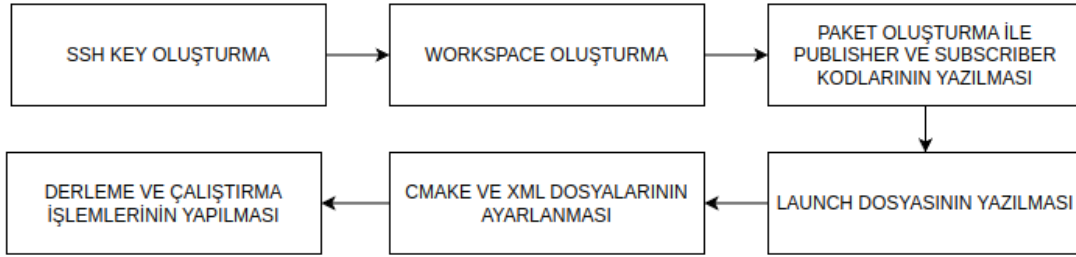 SSH KEY OLUŞTURMA
WORKSPACE OLUŞTURMA
PAKET OLUŞTURMA İLE
PUBLISHER VE SUBSCRIBER
KODLARININ YAZILMASI
LAUNCH DOSYASININ YAZILMASI
CMAKE VE XML DOSYALARININ
AYARLANMASI
DERLEME VE ÇALIŞTIRMA
İŞLEMLERİNİN YAPILMASI